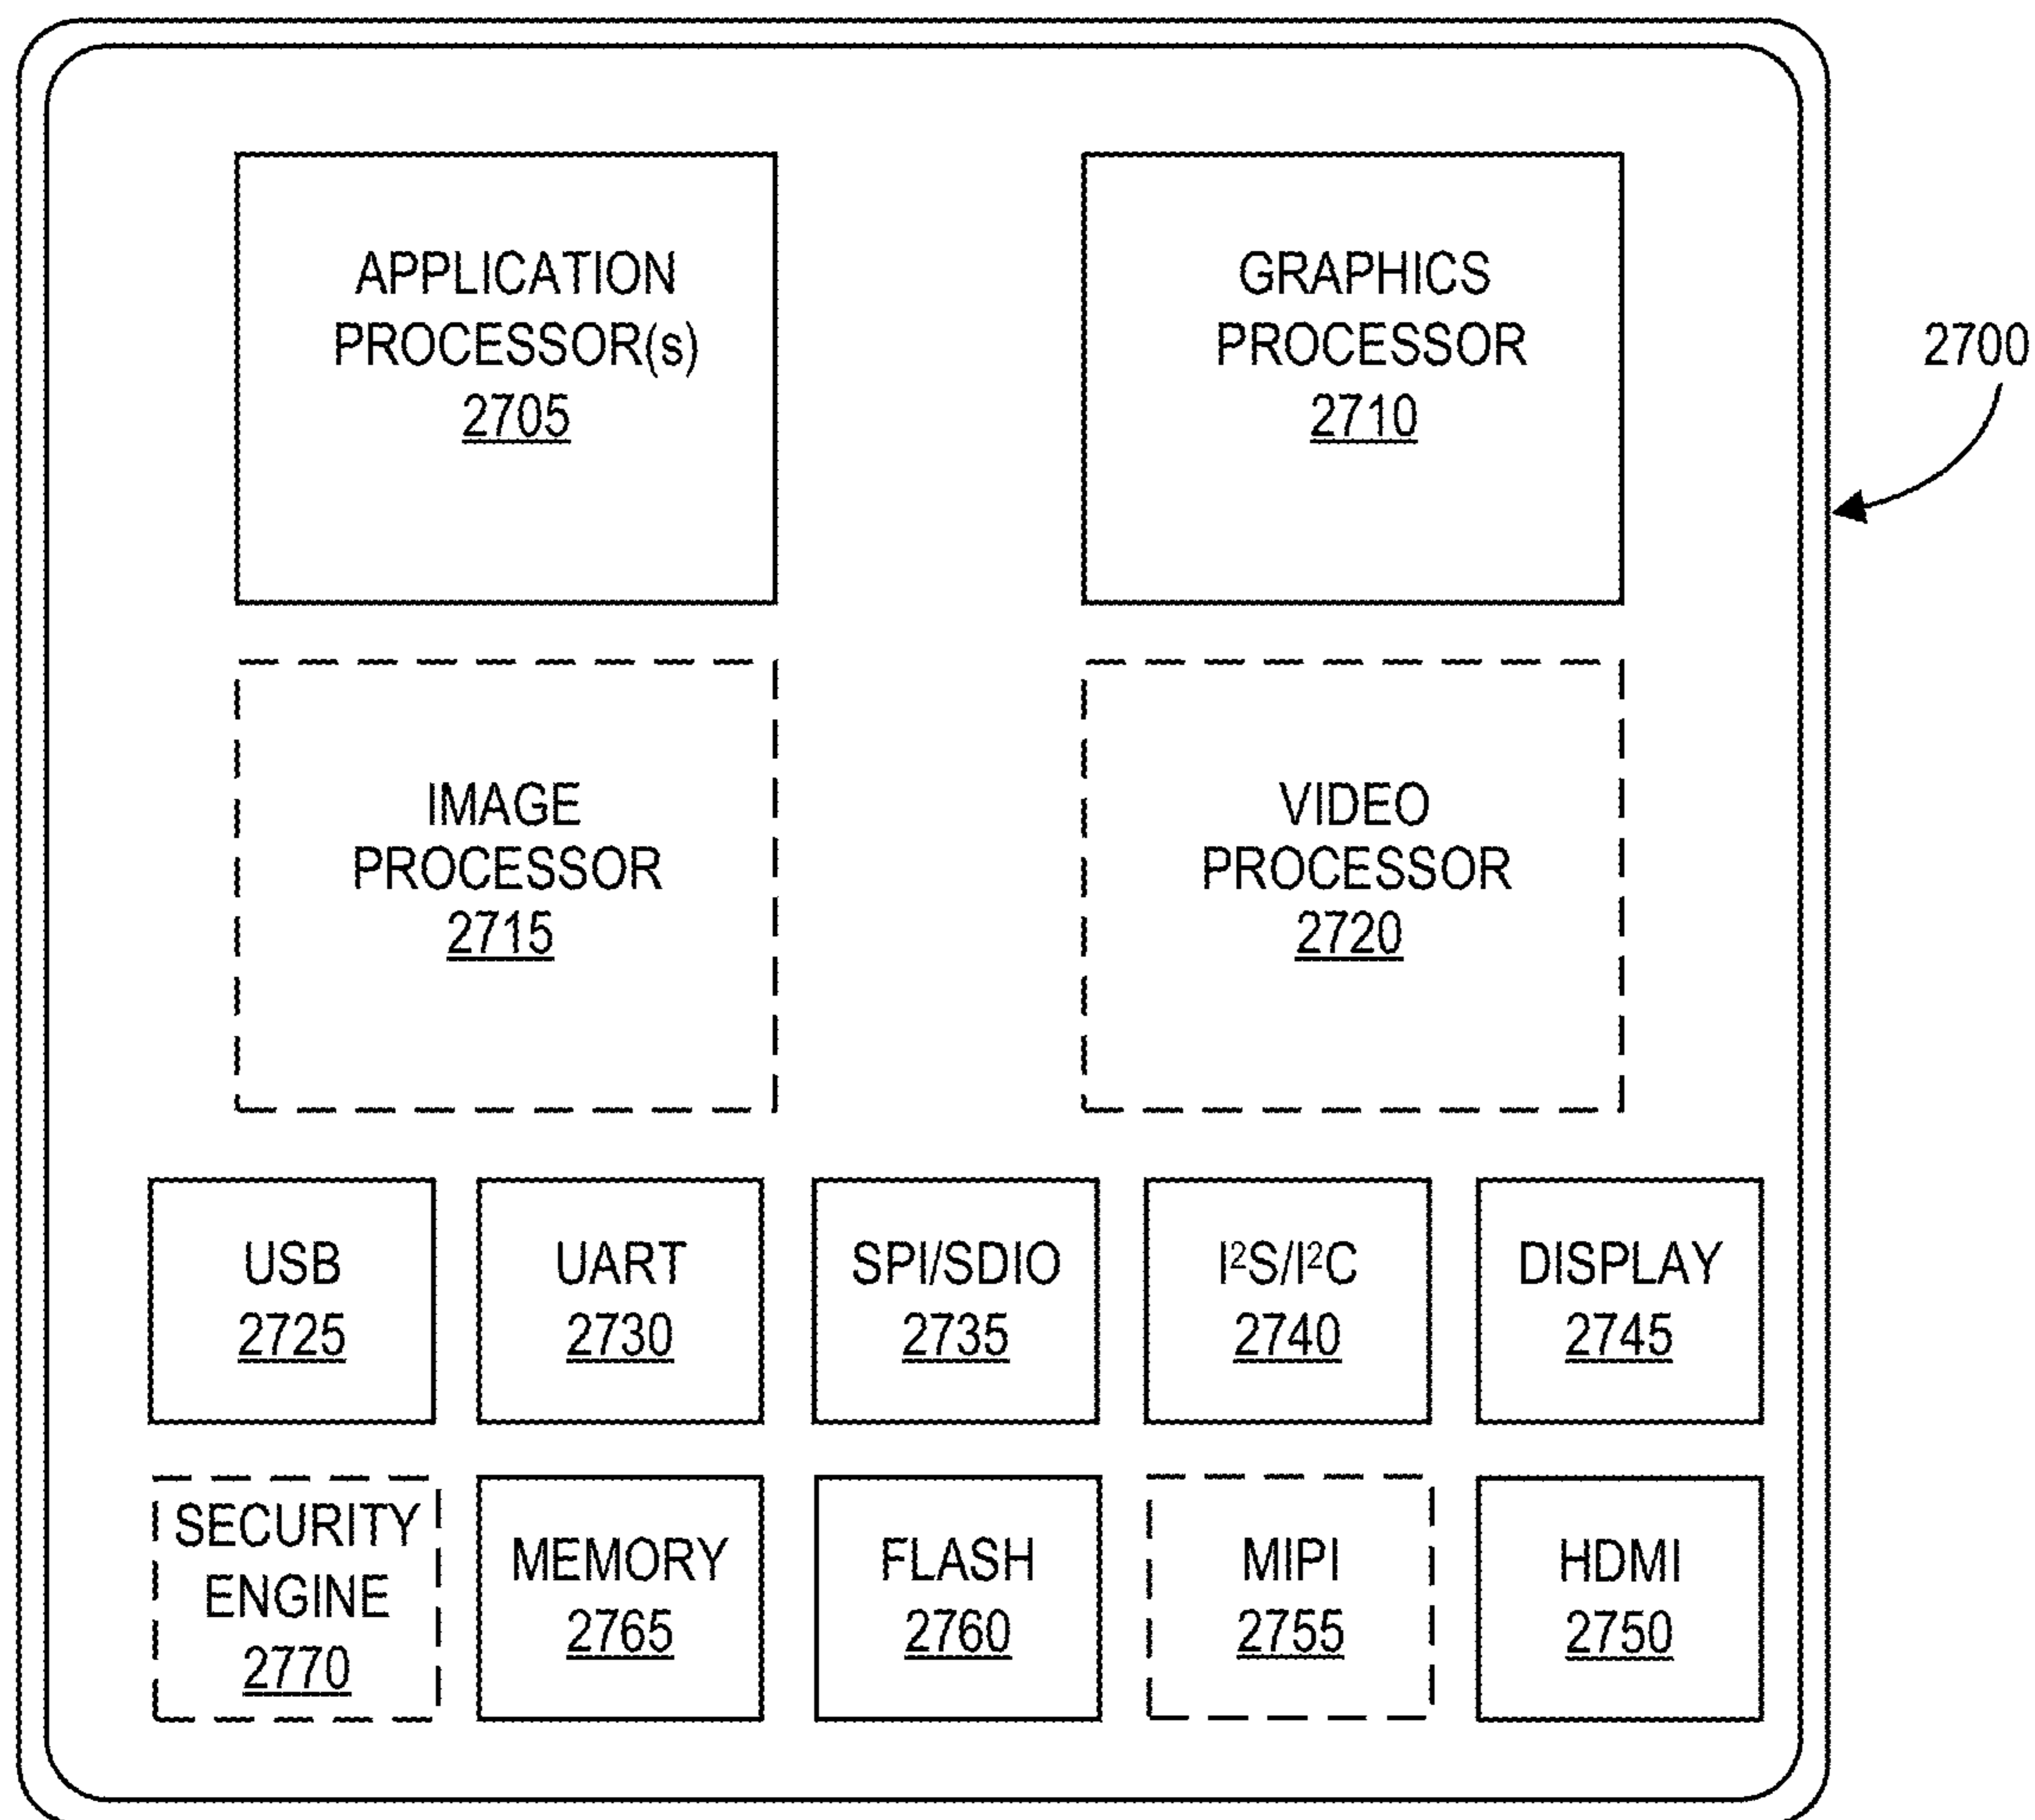 APPLICATION
PROCESSOR(s)
2705
GRAPHICS
PROCESSOR
2710
2700
IMAGE
PROCESSOR
2715
VIDEO
PROCESSOR
2720
USB
2725
UART
2730
SPI/SDIO
2735
I²S/I²C
2740
DISPLAY
2745
SECURITY
ENGINE
2770
MEMORY
2765
FLASH
2760
MIPI
2755
HDMI
2750